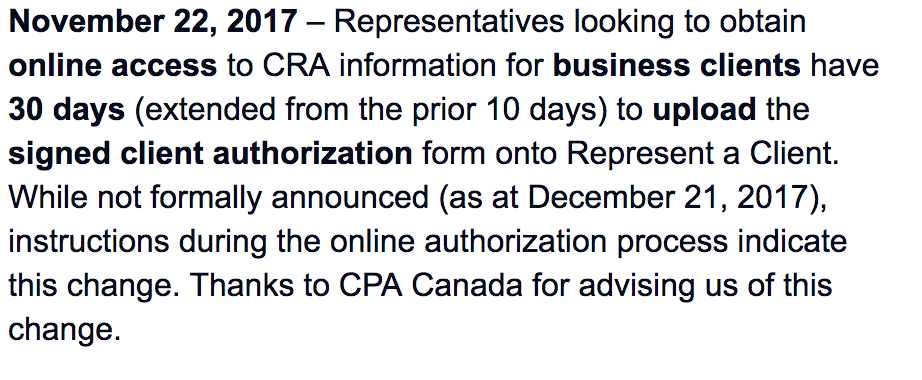 November 22, 2017 – Representatives looking to obtain
online access to CRA information for business clients have
30 days (extended from the prior 10 days) to upload the
signed client authorization form onto Represent a Client.
While not formally announced (as at December 21, 2017),
instructions during the online authorization process indicate
this change. Thanks to CPA Canada for advising us of this
change.